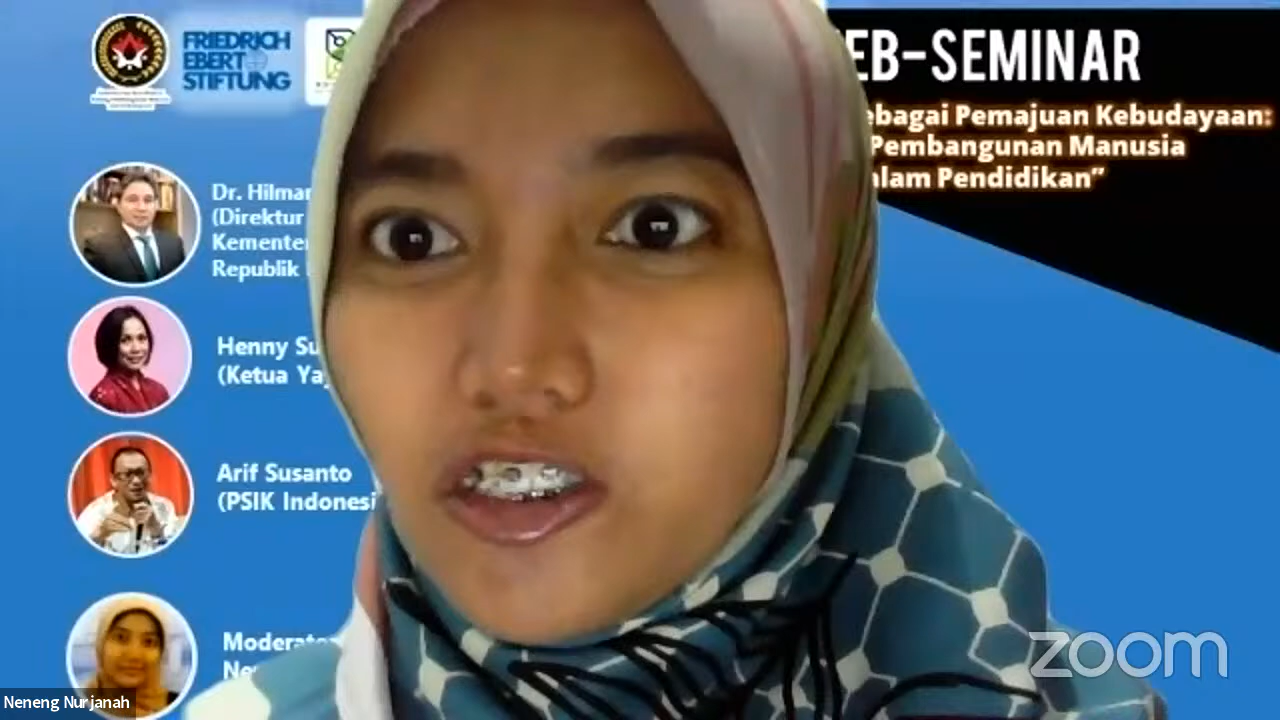 FRIEDRICH
EBERT
STIFTUNG
EB-SEMINAR
ebagai Pemajuan Kebudayaan:
Pembangunan Manusia
alam Pendidikan”
Dr. Hilmar
(Direktur
Kementer
Republik
Henny Su
(Ketua Ya
Arif Susanto
(PSIK Indonesi
Moderator
Ne
Neneng Nurjanah
zoom